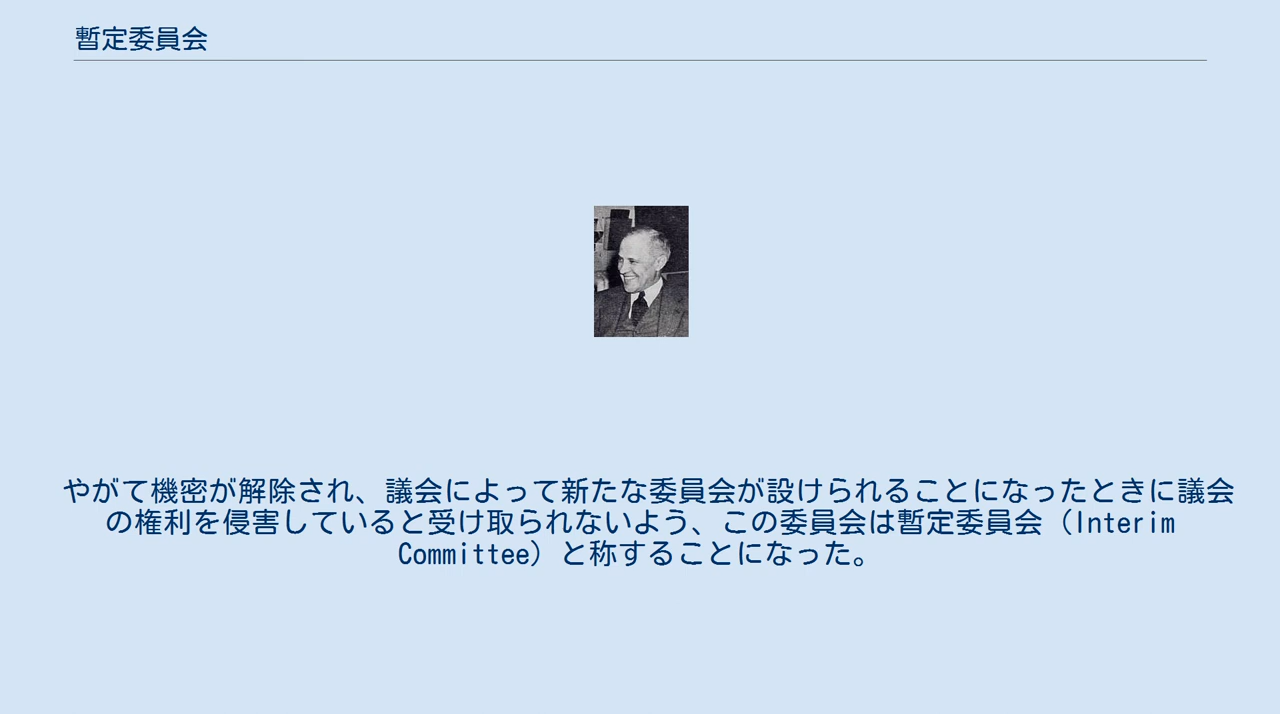 暫定委員会
やがて機密が解除され、議会によって新たな委員会が設けられることになったときに議会
の権利を侵害していると受け取られないよう、この委員会は暫定委員会（Interim
Committee）と称することになった。